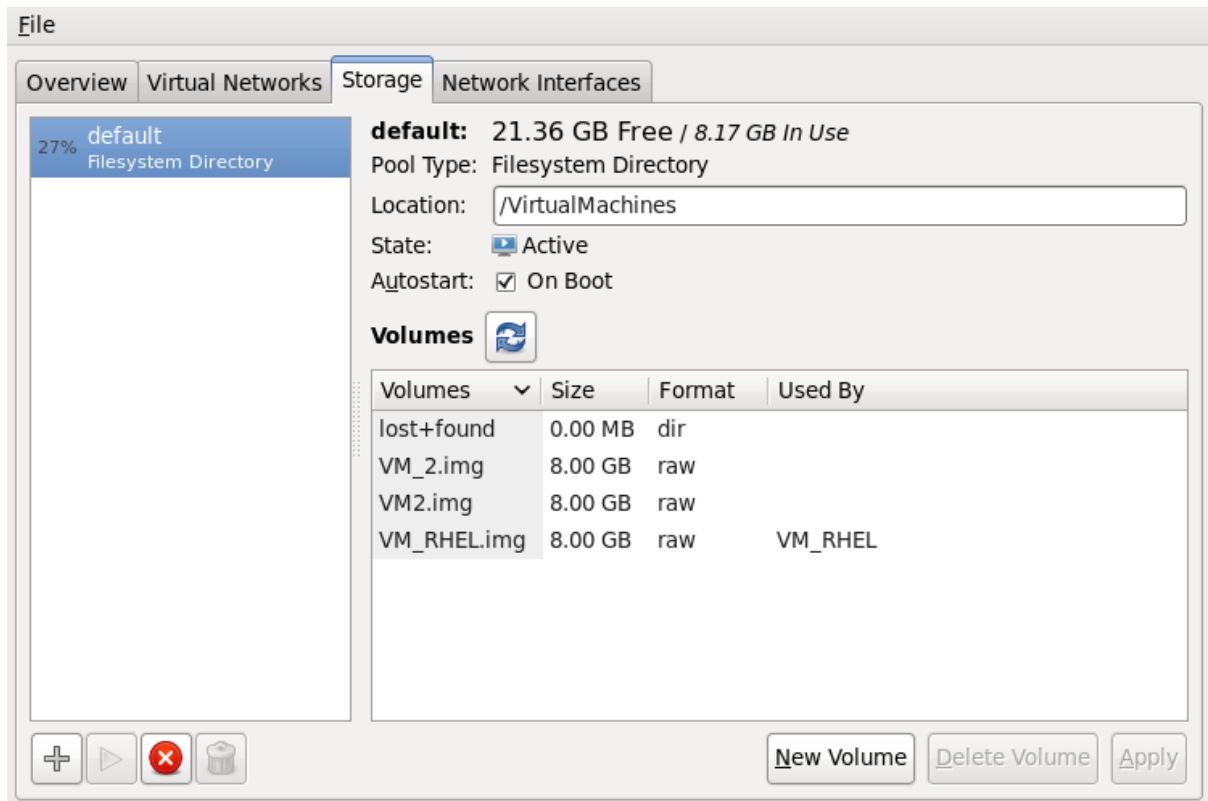 File
Overview Virtual Networks Storage Network Interfaces
27% default
Filesystem Directory
default: 21.36 GB Free / 8.17 GB In Use
Pool Type: Filesystem Directory
Location: /VirtualMachines
State: Active
Autostart: On Boot
Volumes
Volumes Size Format Used By
lost+found 0.00 MB dir
VM_2.img 8.00 GB raw
VM2.img 8.00 GB raw
VM_RHEL.img 8.00 GB raw VM_RHEL
New Volume Delete Volume Apply